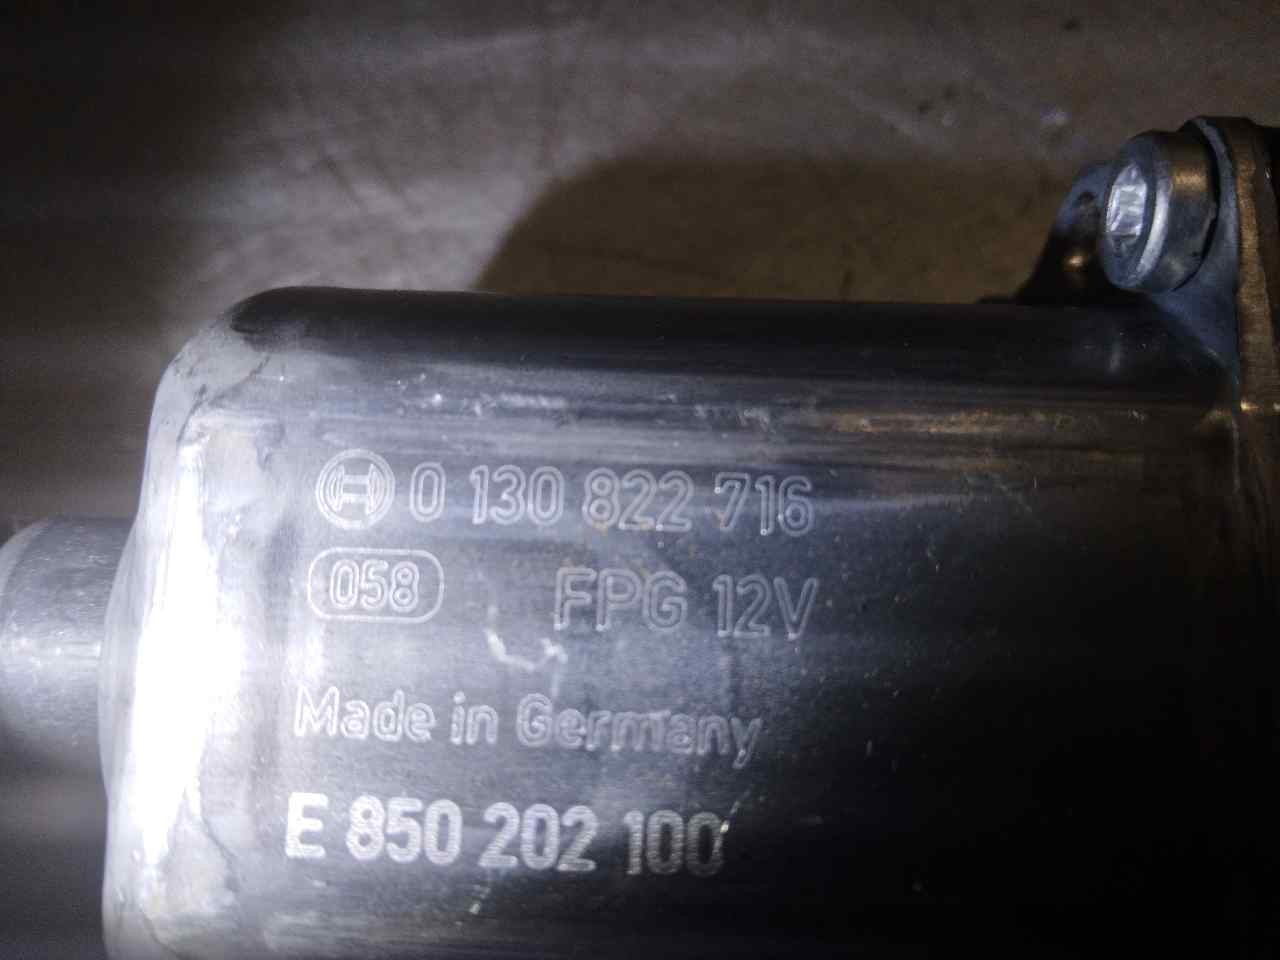 0 130 822 716
058 FPG 12V
Made in Germany
E 850 202 100